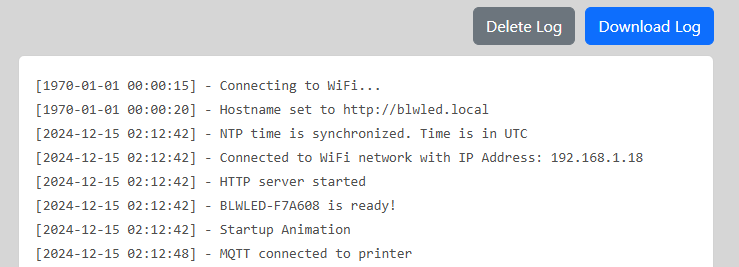 Delete Log Download Log
[1970-01-01 00:00:15] - Connecting to WiFi...
[1970-01-01 00:00:20] - Hostname set to http://blwled.local
[2024-12-15 02:12:42] - NTP time is synchronized. Time is in UTC
[2024-12-15 02:12:42] - Connected to WiFi network with IP Address: 192.168.1.18
[2024-12-15 02:12:42] - HTTP server started
[2024-12-15 02:12:42] - BLWLED-F7A608 is ready!
[2024-12-15 02:12:42] - Startup Animation
[2024-12-15 02:12:48] - MQTT connected to printer